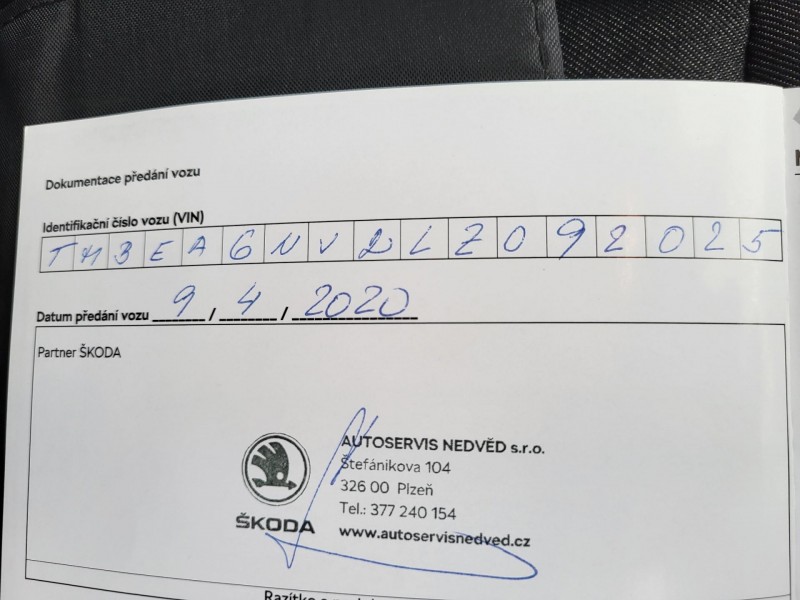 Dokumentace předání vozu
Identifikační číslo vozu (VIN)
TMBEA6NV2LZ092025
Datum předání vozu 9 / 4 / 2020
Partner ŠKODA
AUTOSERVIS NEDVĚD s.r.o.
Štefánikova 104
326 00 Plzeň
Tel.: 377 240 154
www.autoservisnedved.cz
ŠKODA